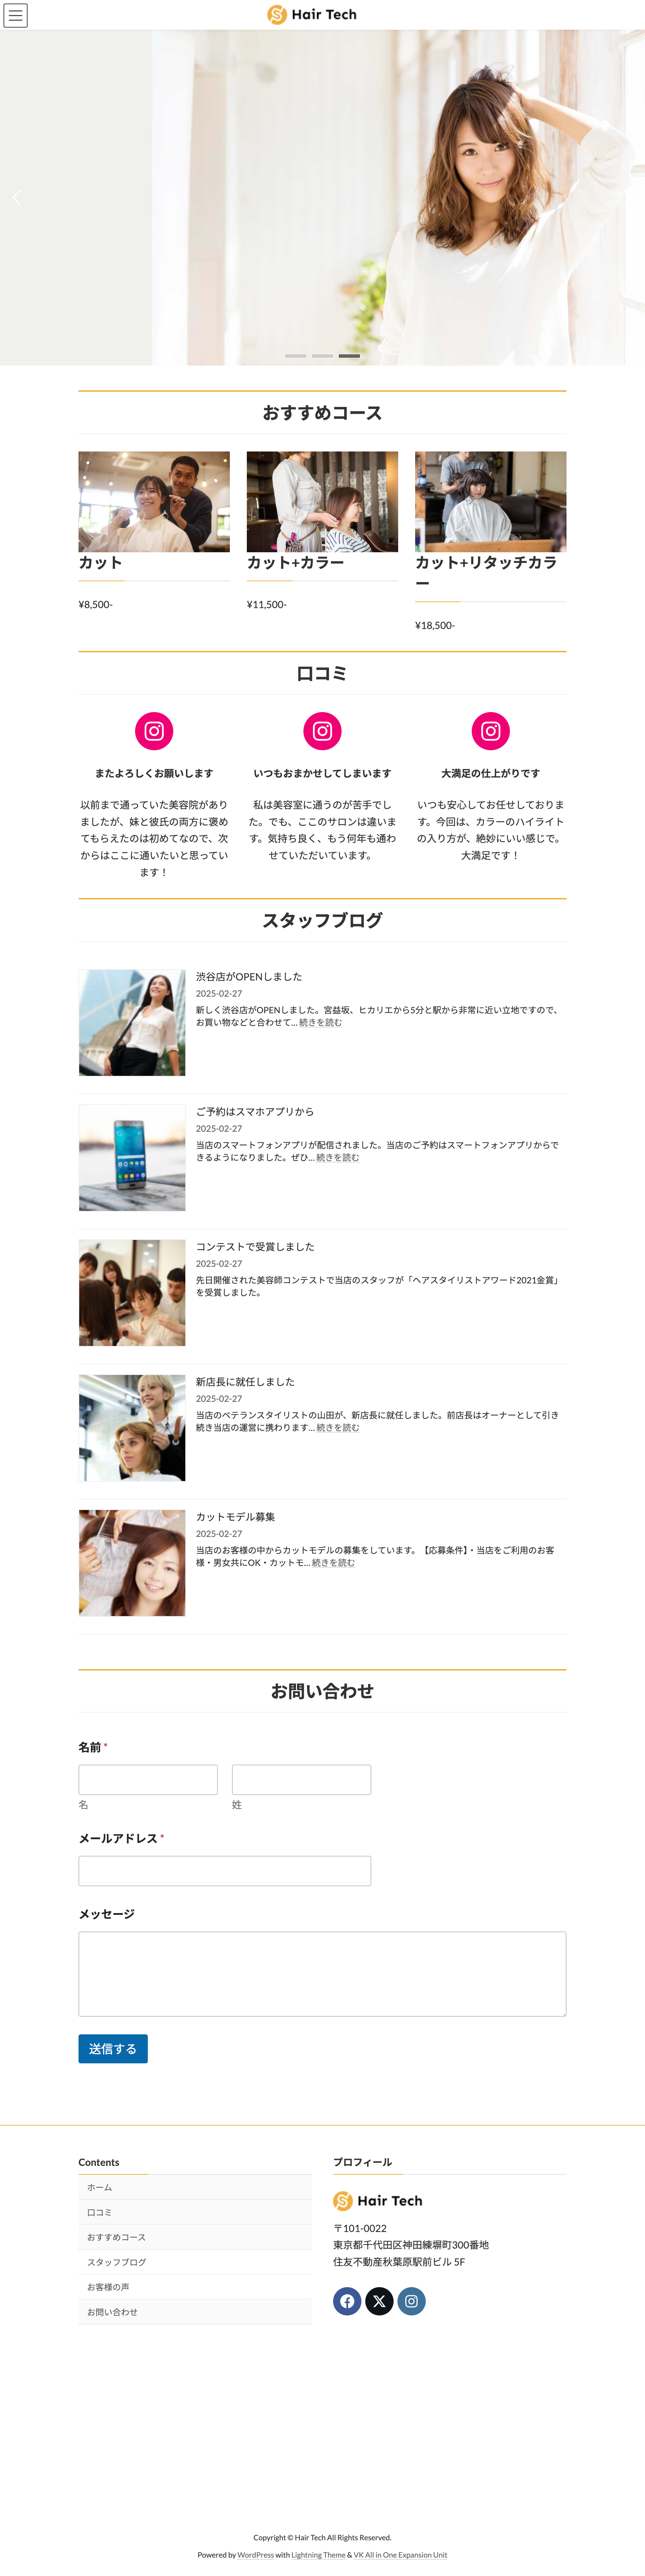 Hair Tech
おすすめコース
カット
¥8,500-
カット+カラー
¥11,500-
カット+リタッチカラ
ー
¥18,500-
口コミ
またよろしくお願いします
以前まで通っていた美容院があり
ましたが、妹と彼氏の両方に褒め
てもらえたのは初めてなので、次
からはここに通いたいと思ってい
ます！
いつもおまかせしてしまいます
私は美容室に通うのが苦手でし
た。でも、ここのサロンは違いま
す。気持ち良く、もう何年も通わ
せていただいています。
大満足の仕上がりです
いつも安心してお任せしておりま
す。今回は、カラーのハイライト
の入り方が、絶妙にいい感じで。
大満足です！
スタッフブログ
渋谷店がOPENしました
2025-02-27
新しく渋谷店がOPENしました。宮益坂、ヒカリエから5分と駅から非常に近い立地ですので、
お買い物などと合わせて... 続きを読む
ご予約はスマホアプリから
2025-02-27
当店のスマートフォンアプリが配信されました。当店のご予約はスマートフォンアプリからで
きるようになりました。ぜひ... 続きを読む
コンテストで受賞しました
2025-02-27
先日開催された美容師コンテストで当店のスタッフが「ヘアスタイリストアワード2021金賞」
を受賞しました。
新店長に就任しました
2025-02-27
当店のベテランスタイリストの山田が、新店長に就任しました。前店長はオーナーとして引き
続き当店の運営に携わります... 続きを読む
カットモデル募集
2025-02-27
当店のお客様の中からカットモデルの募集をしています。【応募条件】・当店をご利用のお客
様・男女共にOK・カットモ... 続きを読む
お問い合わせ
名前 *
名
姓
メールアドレス *
メッセージ
送信する
Contents
ホーム
口コミ
おすすめコース
スタッフブログ
お客様の声
お問い合わせ
プロフィール
Hair Tech
〒101-0022
東京都千代田区神田練塀町300番地
住友不動産秋葉原駅前ビル 5F
Copyright © Hair Tech All Rights Reserved.
Powered by WordPress with Lightning Theme & VK All in One Expansion Unit